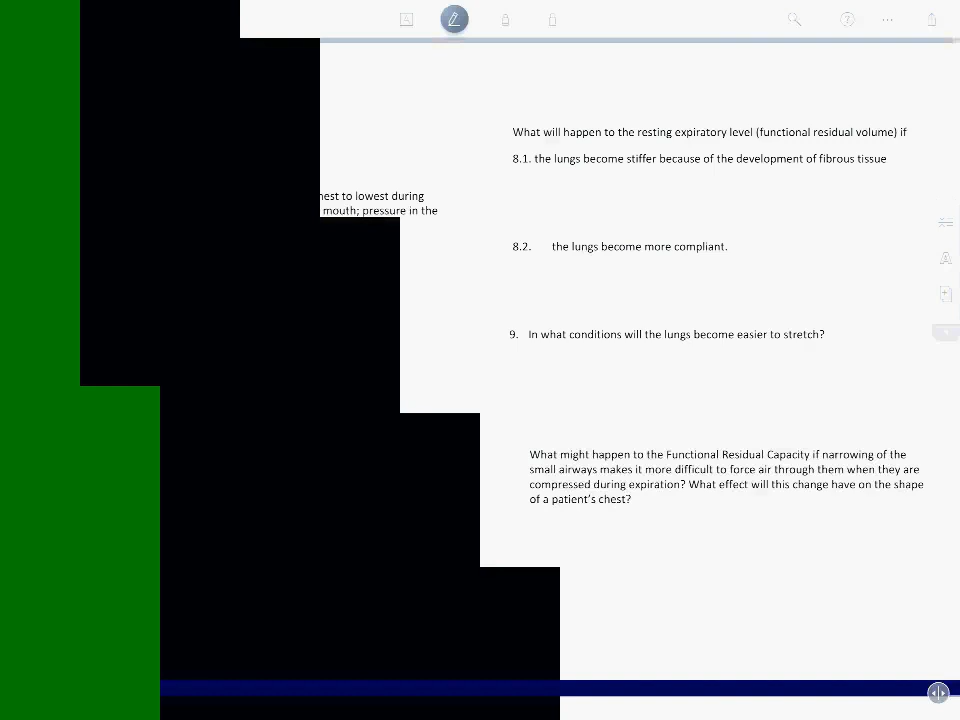 What will happen to the resting expiratory level (functional residual volume) if
8.1. the lungs become stiffer because of the development of fibrous tissue
to lowest during
mouth; pressure in the
8.2. the lungs become more compliant.
9. In what conditions will the lungs become easier to stretch?
What might happen to the Functional Residual Capacity if narrowing of the
small airways makes it more difficult to force air through them when they are
compressed during expiration? What effect will this change have on the shape
of a patient's chest?